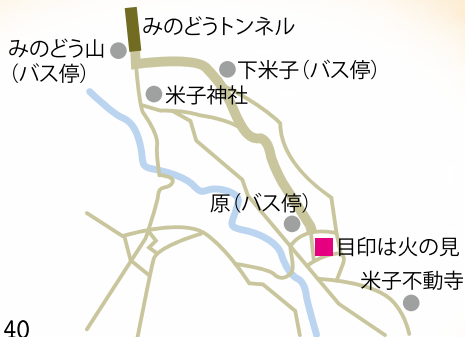 みのどうトンネル
みのどう山
(バス停)
下米子(バス停)
米子神社
原(バス停)
目印は火の見
米子不動寺
40